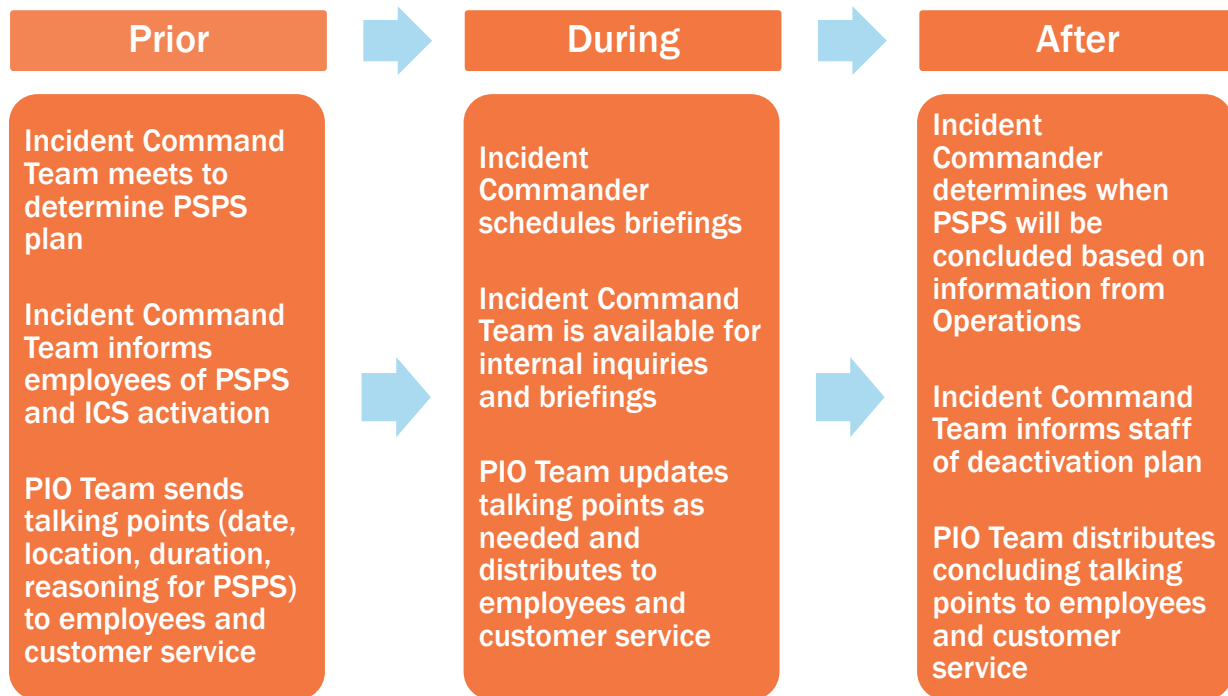 Prior
During
After
Incident Command
Team meets to
determine PSPS
plan
Incident Command
Team informs
employees of PSPS
and ICS activation
PIO Team sends
talking points (date,
location, duration,
reasoning for PSPS)
to employees and
customer service
Incident
Commander
schedules briefings
Incident Command
Team is available for
internal inquiries
and briefings
PIO Team updates
talking points as
needed and
distributes to
employees and
customer service
Incident
Commander
determines when
PSPS will be
concluded based on
information from
Operations
Incident Command
Team informs staff
of deactivation plan
PIO Team distributes
concluding talking
points to employees
and customer
service